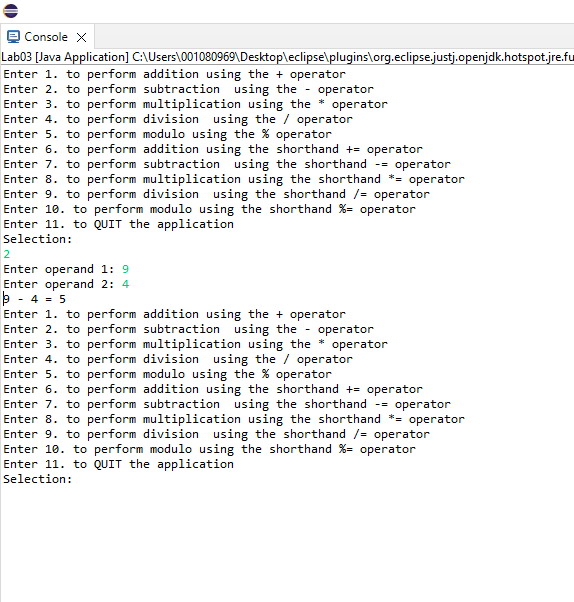 Console
Lab03 [Java Application] C:\Users\001080969\Desktop\eclipse\plugins\org.eclipse.justj.openjdk.hotspot.jre.fu
Enter 1. to perform addition using the + operator
Enter 2. to perform subtraction  using the - operator
Enter 3. to perform multiplication using the * operator
Enter 4. to perform division  using the / operator
Enter 5. to perform modulo using the % operator
Enter 6. to perform addition using the shorthand += operator
Enter 7. to perform subtraction  using the shorthand -= operator
Enter 8. to perform multiplication using the shorthand *= operator
Enter 9. to perform division  using the shorthand /= operator
Enter 10. to perform modulo using the shorthand %= operator
Enter 11. to QUIT the application
Selection:
2
Enter operand 1: 9
Enter operand 2: 4
9 - 4 = 5
Enter 1. to perform addition using the + operator
Enter 2. to perform subtraction  using the - operator
Enter 3. to perform multiplication using the * operator
Enter 4. to perform division  using the / operator
Enter 5. to perform modulo using the % operator
Enter 6. to perform addition using the shorthand += operator
Enter 7. to perform subtraction  using the shorthand -= operator
Enter 8. to perform multiplication using the shorthand *= operator
Enter 9. to perform division  using the shorthand /= operator
Enter 10. to perform modulo using the shorthand %= operator
Enter 11. to QUIT the application
Selection: